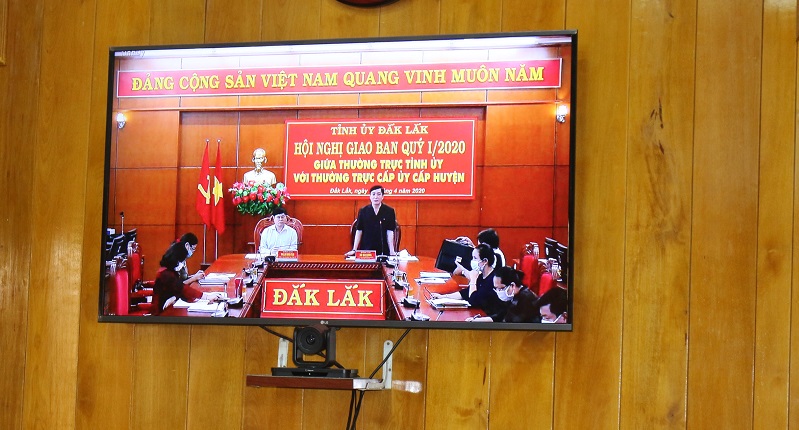 ĐẢNG CỘNG SẢN VIỆT NAM QUANG VINH MUÔN NĂM
TỈNH ỦY ĐẮK LẮK
HỘI NGHỊ GIAO BAN QUÝ I/2020
GIỮA THƯỜNG TRỰC TỈNH ỦY
VỚI THƯỜNG TRỰC CẤP ỦY CẤP HUYỆN
Đắk Lắk, ngày 4 năm 2020
ĐẮK LẮK
LG